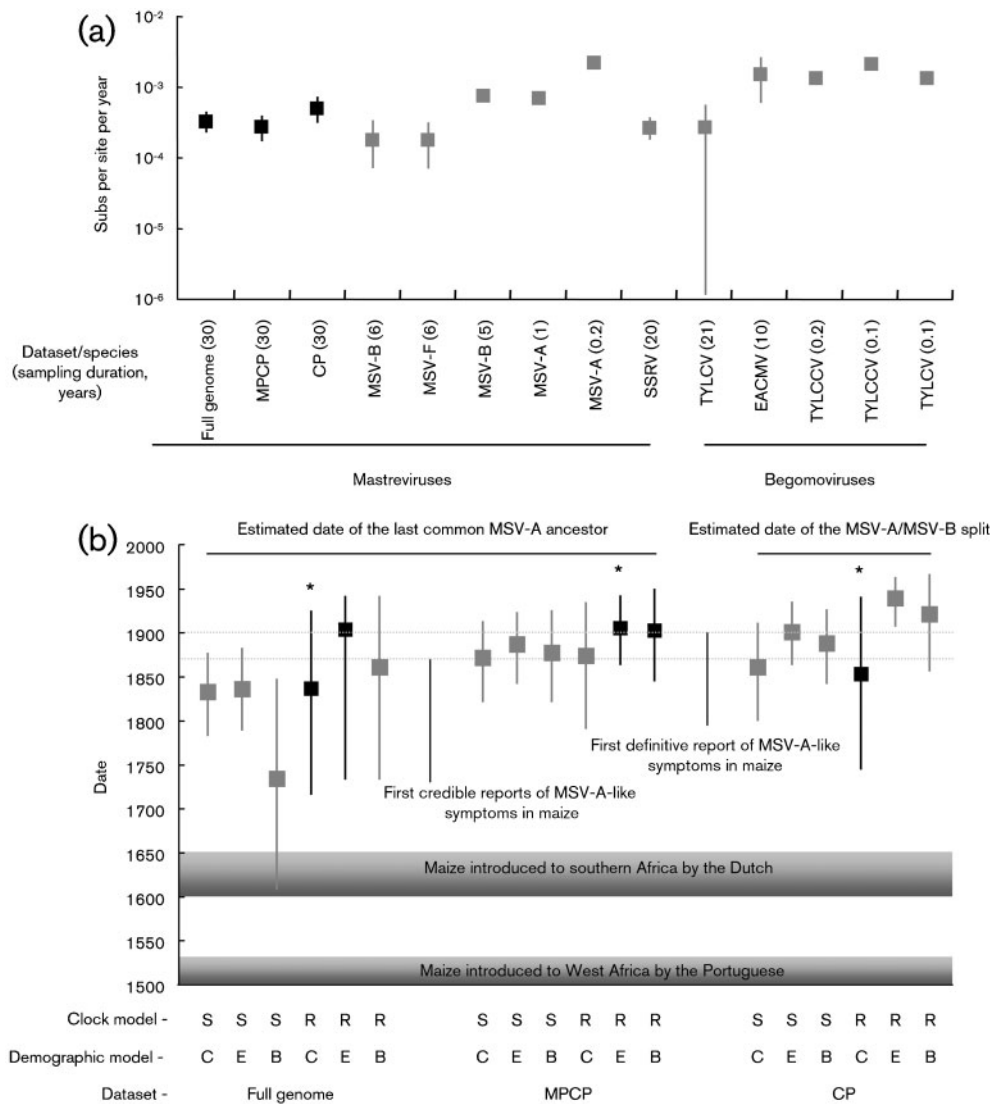 (a)
10-2
10-3
10-4
10-5
10-6
Subs per site per year
Dataset/species
(sampling duration,
years)
Full genome (30)
MPCP (30)
CP (30)
MSV-B (6)
MSV-F (6)
MSV-B (5)
MSV-A (1)
MSV-A (0.2)
SSRV (20)
TYLCV (21)
EACMV (10)
TYLCCV (0.2)
TYLCCV (0.1)
TYLCV (0.1)
Mastreviruses
Begomoviruses
(b)
Estimated date of the last common MSV-A ancestor
Estimated date of the MSV-A/MSV-B split
2000
1950
1900
1850
1800
1750
1700
1650
1600
1550
1500
Date
*
*
*
First credible reports of MSV-A-like
symptoms in maize
First definitive report of MSV-A-like
symptoms in maize
Maize introduced to southern Africa by the Dutch
Maize introduced to West Africa by the Portuguese
Clock model - S S S R R R S S S R R R S S S R R R
Demographic model - C E B C E B C E B C E B C E B C E B
Dataset - Full genome MPCP CP